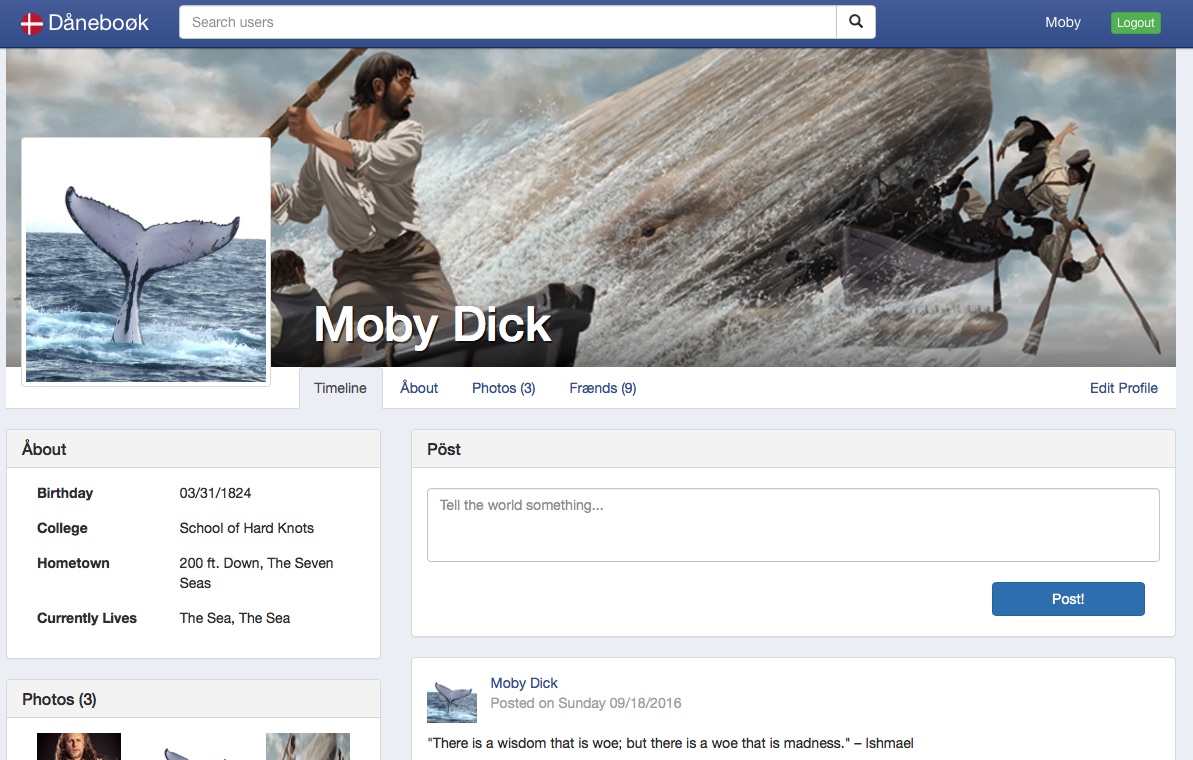 Dånebøøk
Search users
Moby
Logout
Moby Dick
Timeline
Åbout
Photos (3)
Frænds (9)
Edit Profile
Åbout
Birthday
03/31/1824
College
School of Hard Knots
Hometown
200 ft. Down, The Seven
Seas
Currently Lives
The Sea, The Sea
Photos (3)
Pöst
Tell the world something...
Post!
Moby Dick
Posted on Sunday 09/18/2016
"There is a wisdom that is woe; but there is a woe that is madness." – Ishmael